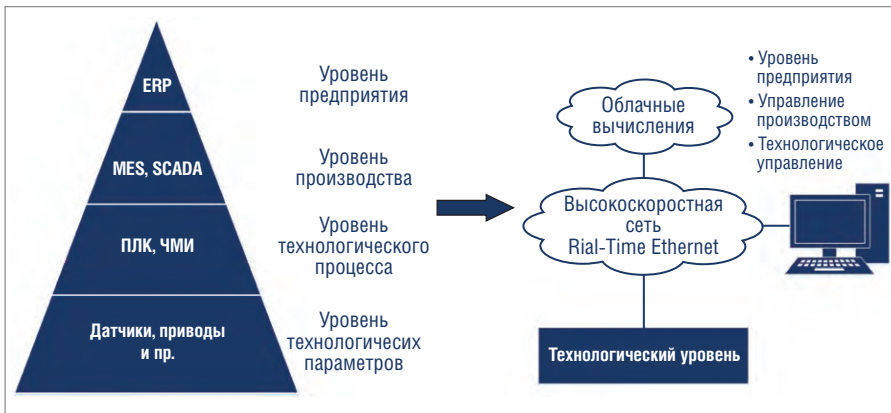 ERP
Уровень
предприятия
MES, SCADA
Уровень
производства
ПЛК, ЧМИ
Уровень
технологического
процесса
Датчики, приводы
и пр.
Уровень
технологичесих
параметров
Облачные
вычисления
Высокоскоростная
сеть
Rial-Time Ethernet
Технологический уровень
• Уровень
предприятия
• Управление
производством
• Технологическое
управление